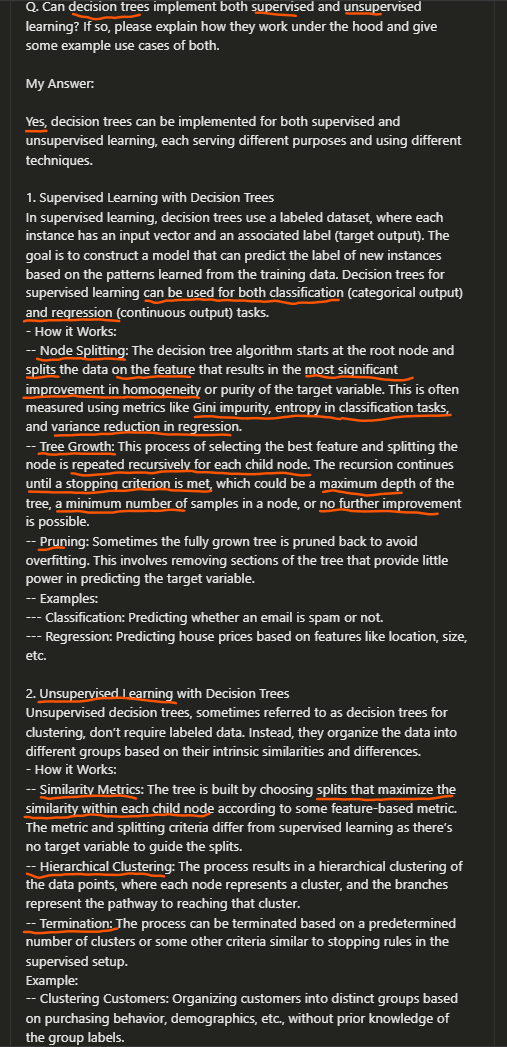 Q. Can decision trees implement both supervised and unsupervised
learning? If so, please explain how they work under the hood and give
some example use cases of both.
My Answer:
Yes, decision trees can be implemented for both supervised and
unsupervised learning, each serving different purposes and using different
techniques.
1. Supervised Learning with Decision Trees
In supervised learning, decision trees use a labeled dataset, where each
instance has an input vector and an associated label (target output). The
goal is to construct a model that can predict the label of new instances
based on the patterns learned from the training data. Decision trees for
supervised learning can be used for both classification (categorical output)
and regression (continuous output) tasks.
- How it Works:
-- Node Splitting: The decision tree algorithm starts at the root node and
splits the data on the feature that results in the most significant
improvement in homogeneity or purity of the target variable. This is often
measured using metrics like Gini impurity, entropy in classification tasks,
and variance reduction in regression.
-- Tree Growth: This process of selecting the best feature and splitting the
node is repeated recursively for each child node. The recursion continues
until a stopping criterion is met, which could be a maximum depth of the
tree, a minimum number of samples in a node, or no further improvement
is possible.
-- Pruning: Sometimes the fully grown tree is pruned back to avoid
overfitting. This involves removing sections of the tree that provide little
power in predicting the target variable.
-- Examples:
--- Classification: Predicting whether an email is spam or not.
--- Regression: Predicting house prices based on features like location, size,
etc.
2. Unsupervised Learning with Decision Trees
Unsupervised decision trees, sometimes referred to as decision trees for
clustering, don't require labeled data. Instead, they organize the data into
different groups based on their intrinsic similarities and differences.
- How it Works:
-- Similarity Metrics: The tree is built by choosing splits that maximize the
similarity within each child node according to some feature-based metric.
The metric and splitting criteria differ from supervised learning as there's
no target variable to guide the splits.
-- Hierarchical Clustering: The process results in a hierarchical clustering of
the data points, where each node represents a cluster, and the branches
represent the pathway to reaching that cluster.
-- Termination: The process can be terminated based on a predetermined
number of clusters or some other criteria similar to stopping rules in the
supervised setup.
Example:
-- Clustering Customers: Organizing customers into distinct groups based
on purchasing behavior, demographics, etc., without prior knowledge of
the group labels.